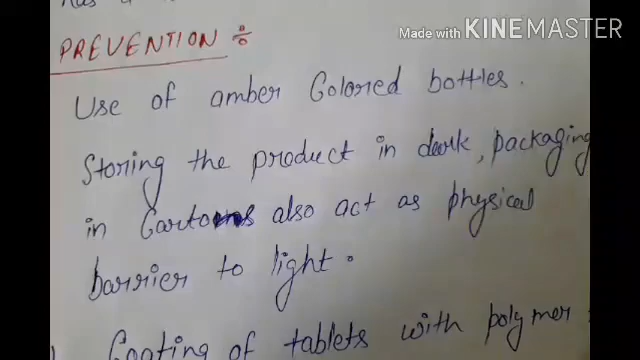 Made with KINEMASTER
PREVENTION ÷
Use of amber Colored bottles.
Storing the product in dark, packaging
in Cartons also act as physical
barrier to light.
Coating of tablets with polymer